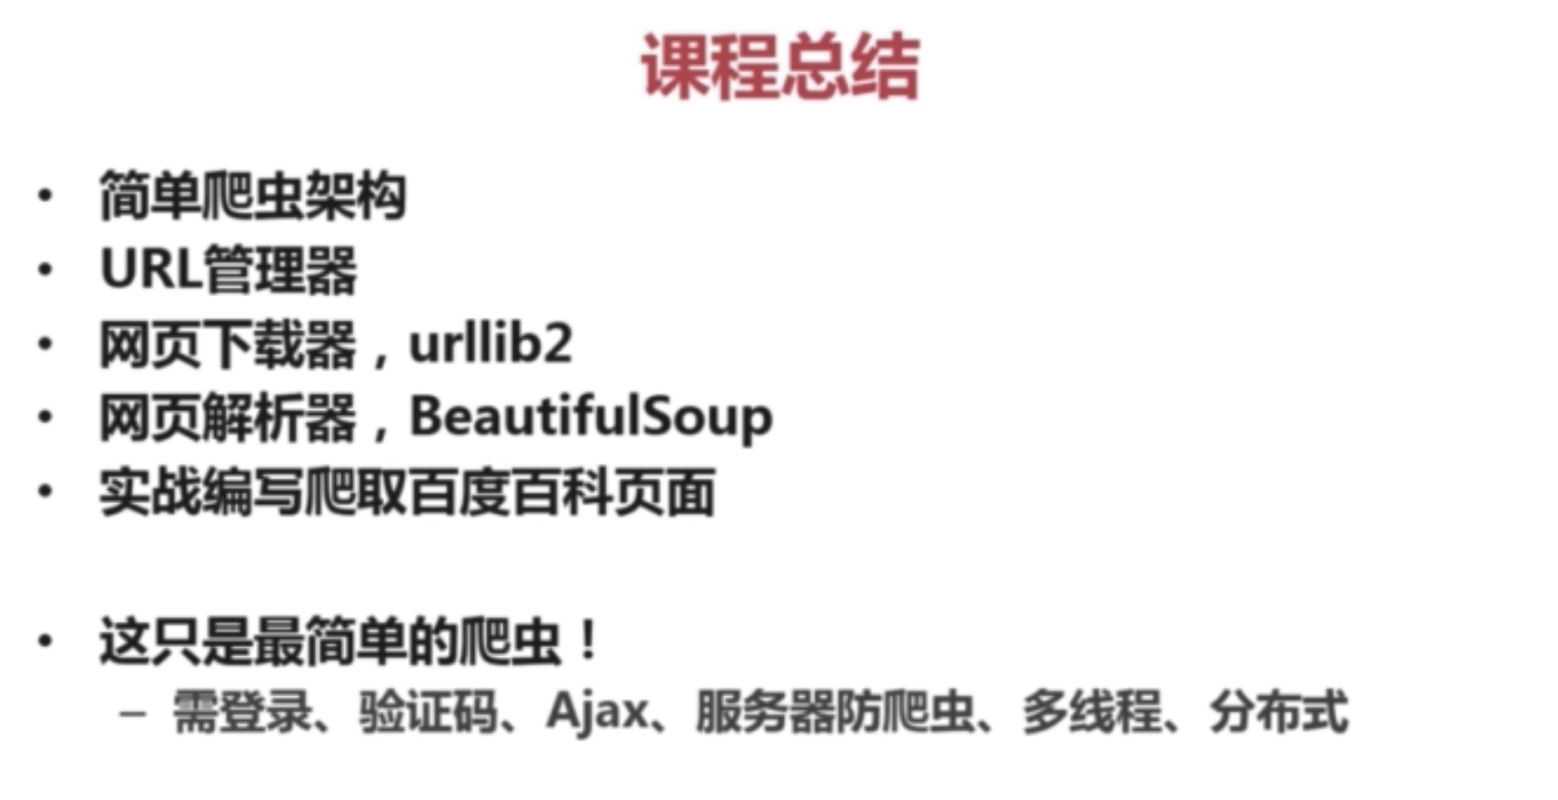 课程总结
• 简单爬虫架构
• URL管理器
• 网页下载器，urllib2
• 网页解析器，BeautifulSoup
• 实战编写爬取百度百科页面
• 这只是最简单的爬虫！
– 需登录、验证码、Ajax、服务器防爬虫、多线程、分布式